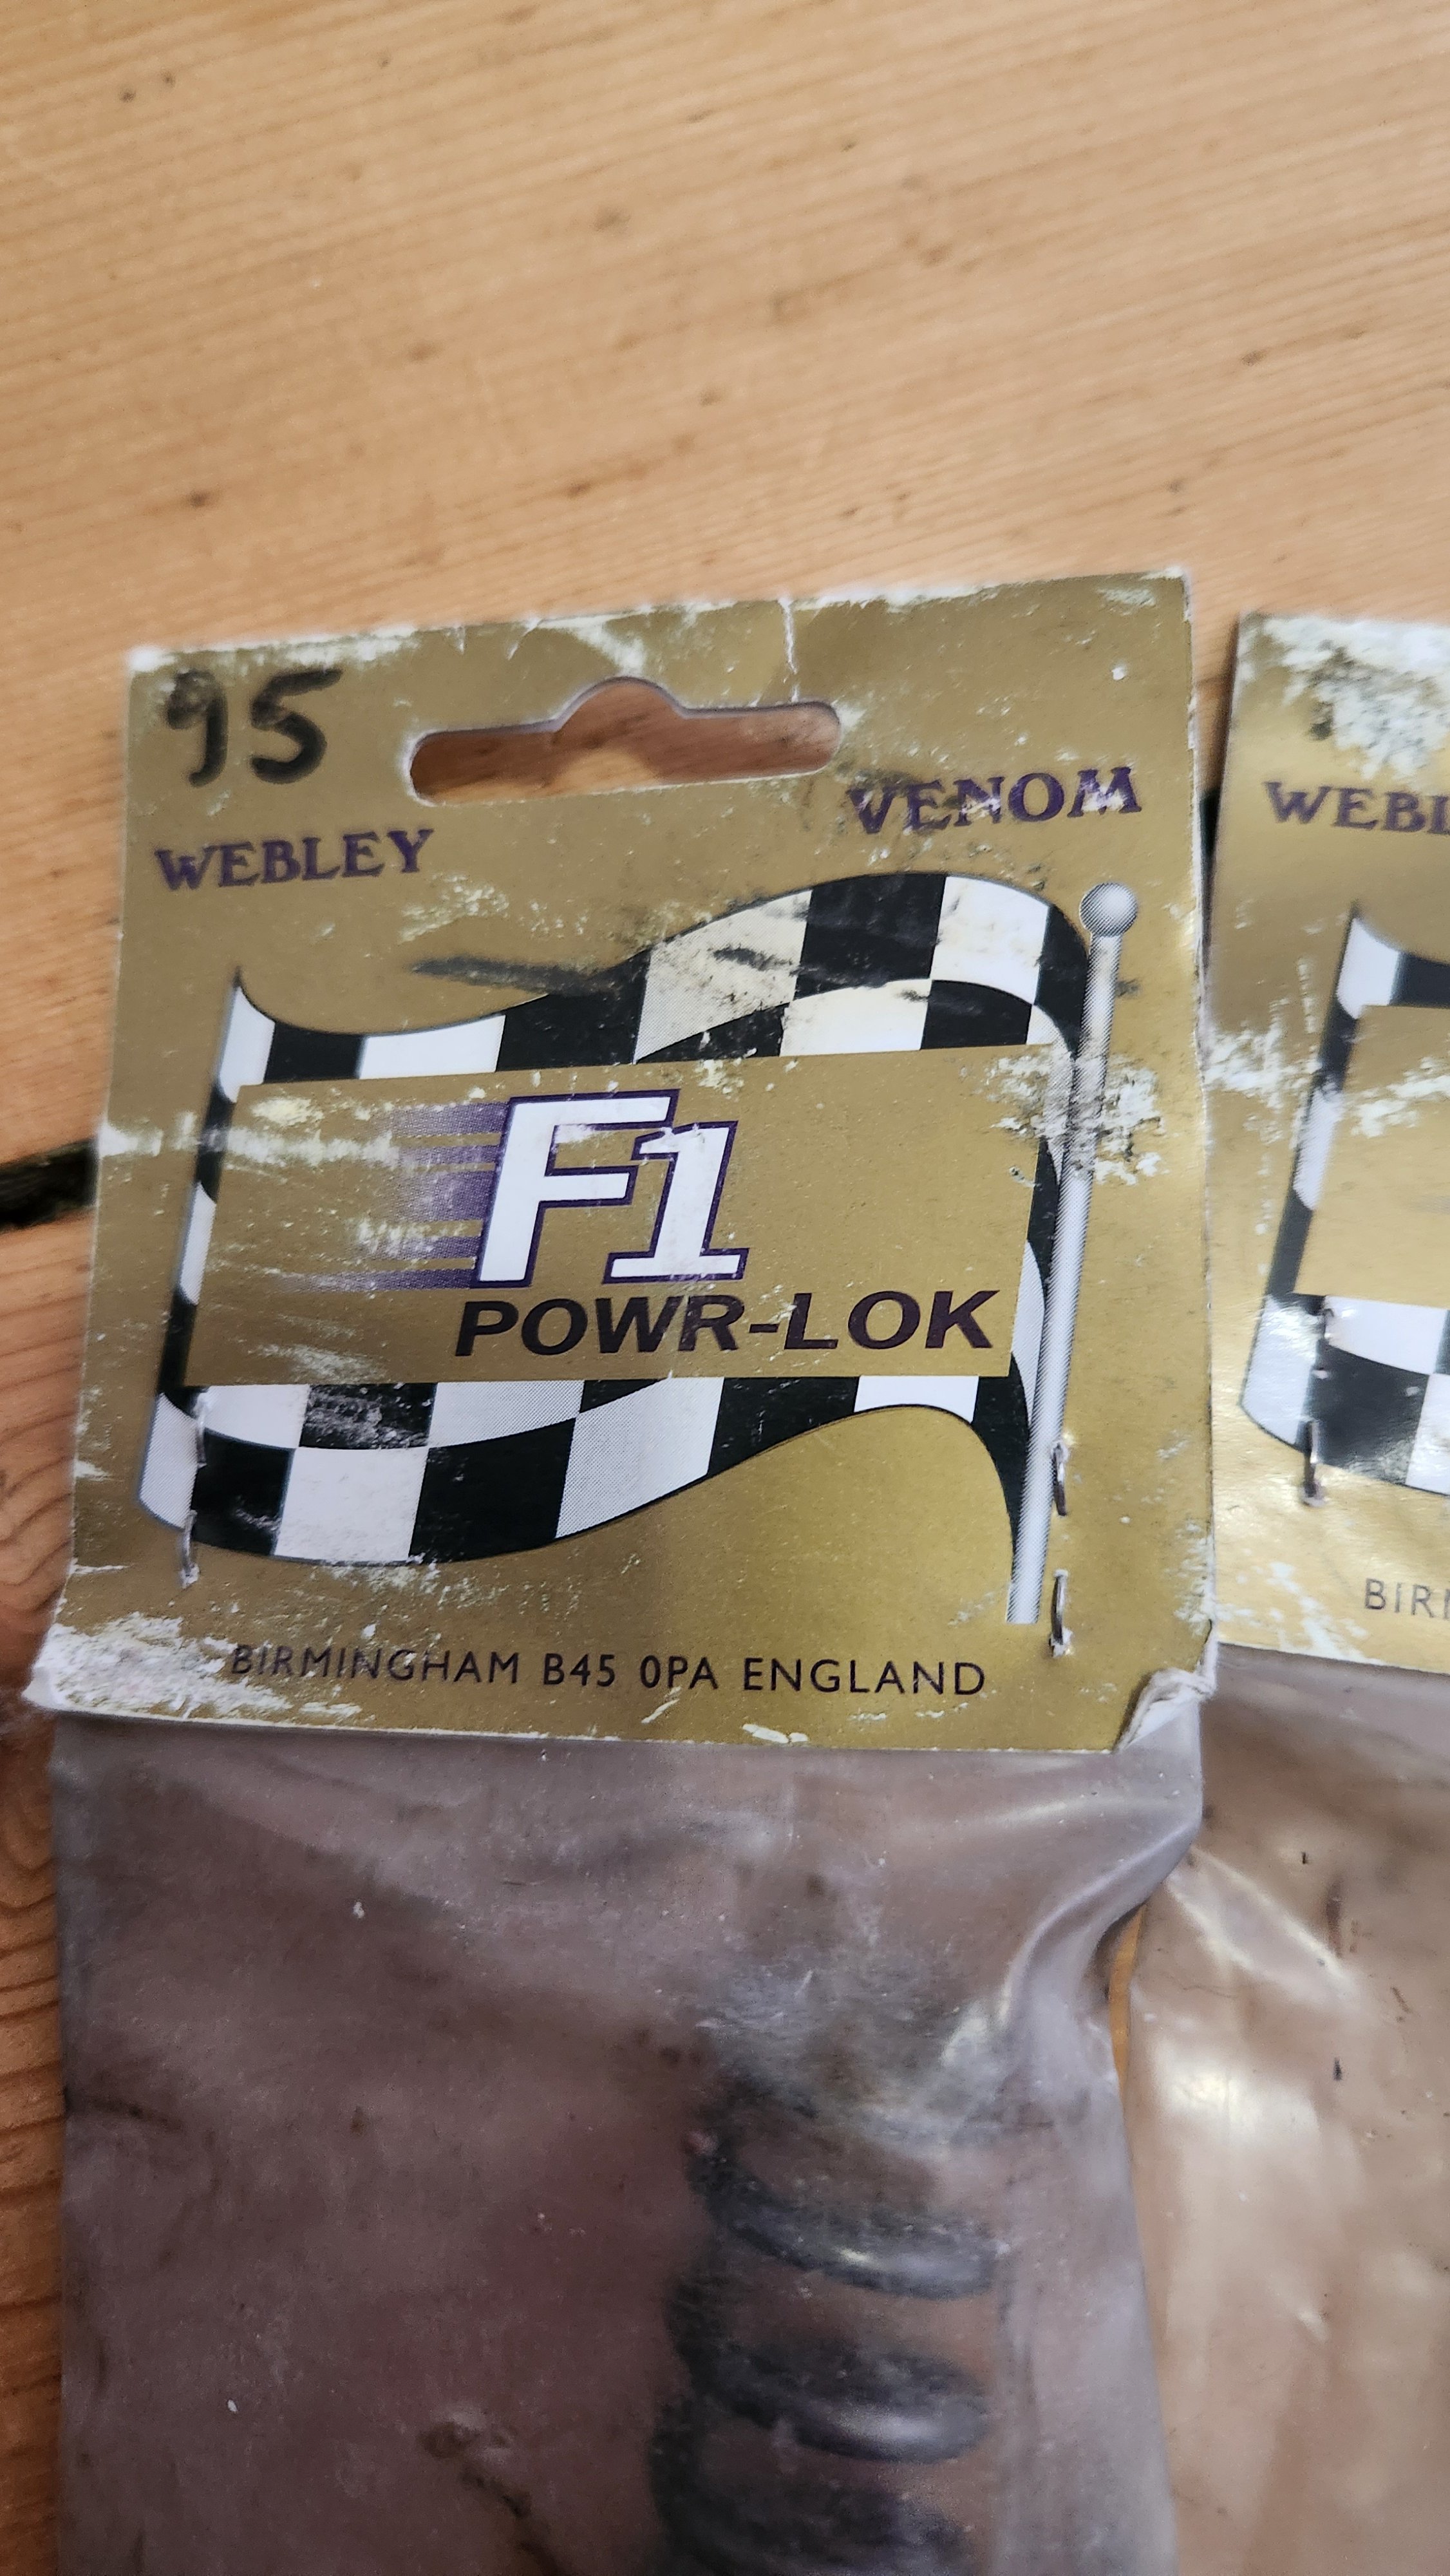 95
WEBLEY VENOM
F1
POWR-LOK
BIRMINGHAM B45 0PA ENGLAND
WEBL
BIRM